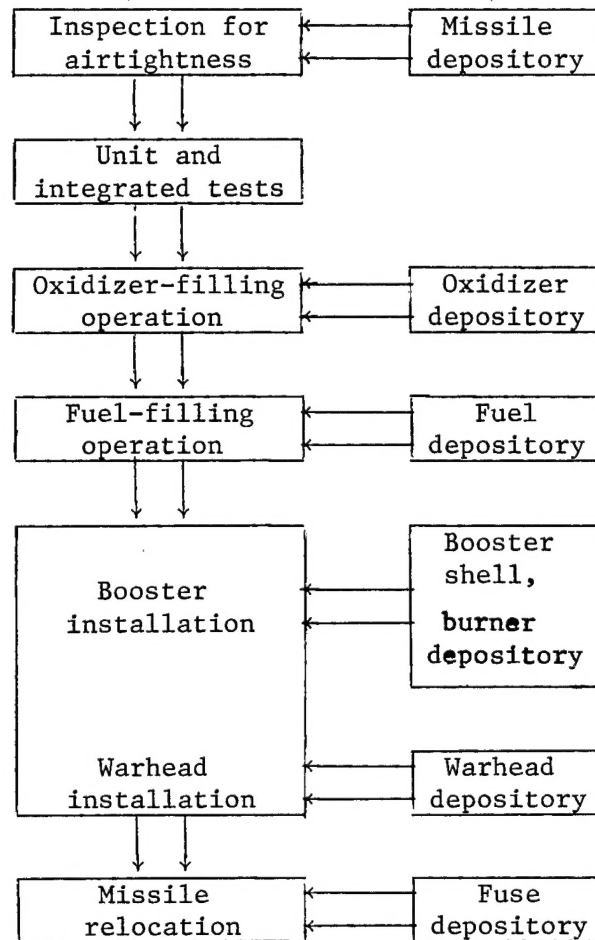 Inspection for
airtightness
Missile
depository
Unit and
integrated tests
Oxidizer-filling
operation
Oxidizer
depository
Fuel-filling
operation
Fuel
depository
Booster
installation
Booster
shell,
burner
depository
Warhead
installation
Warhead
depository
Missile
relocation
Fuse
depository